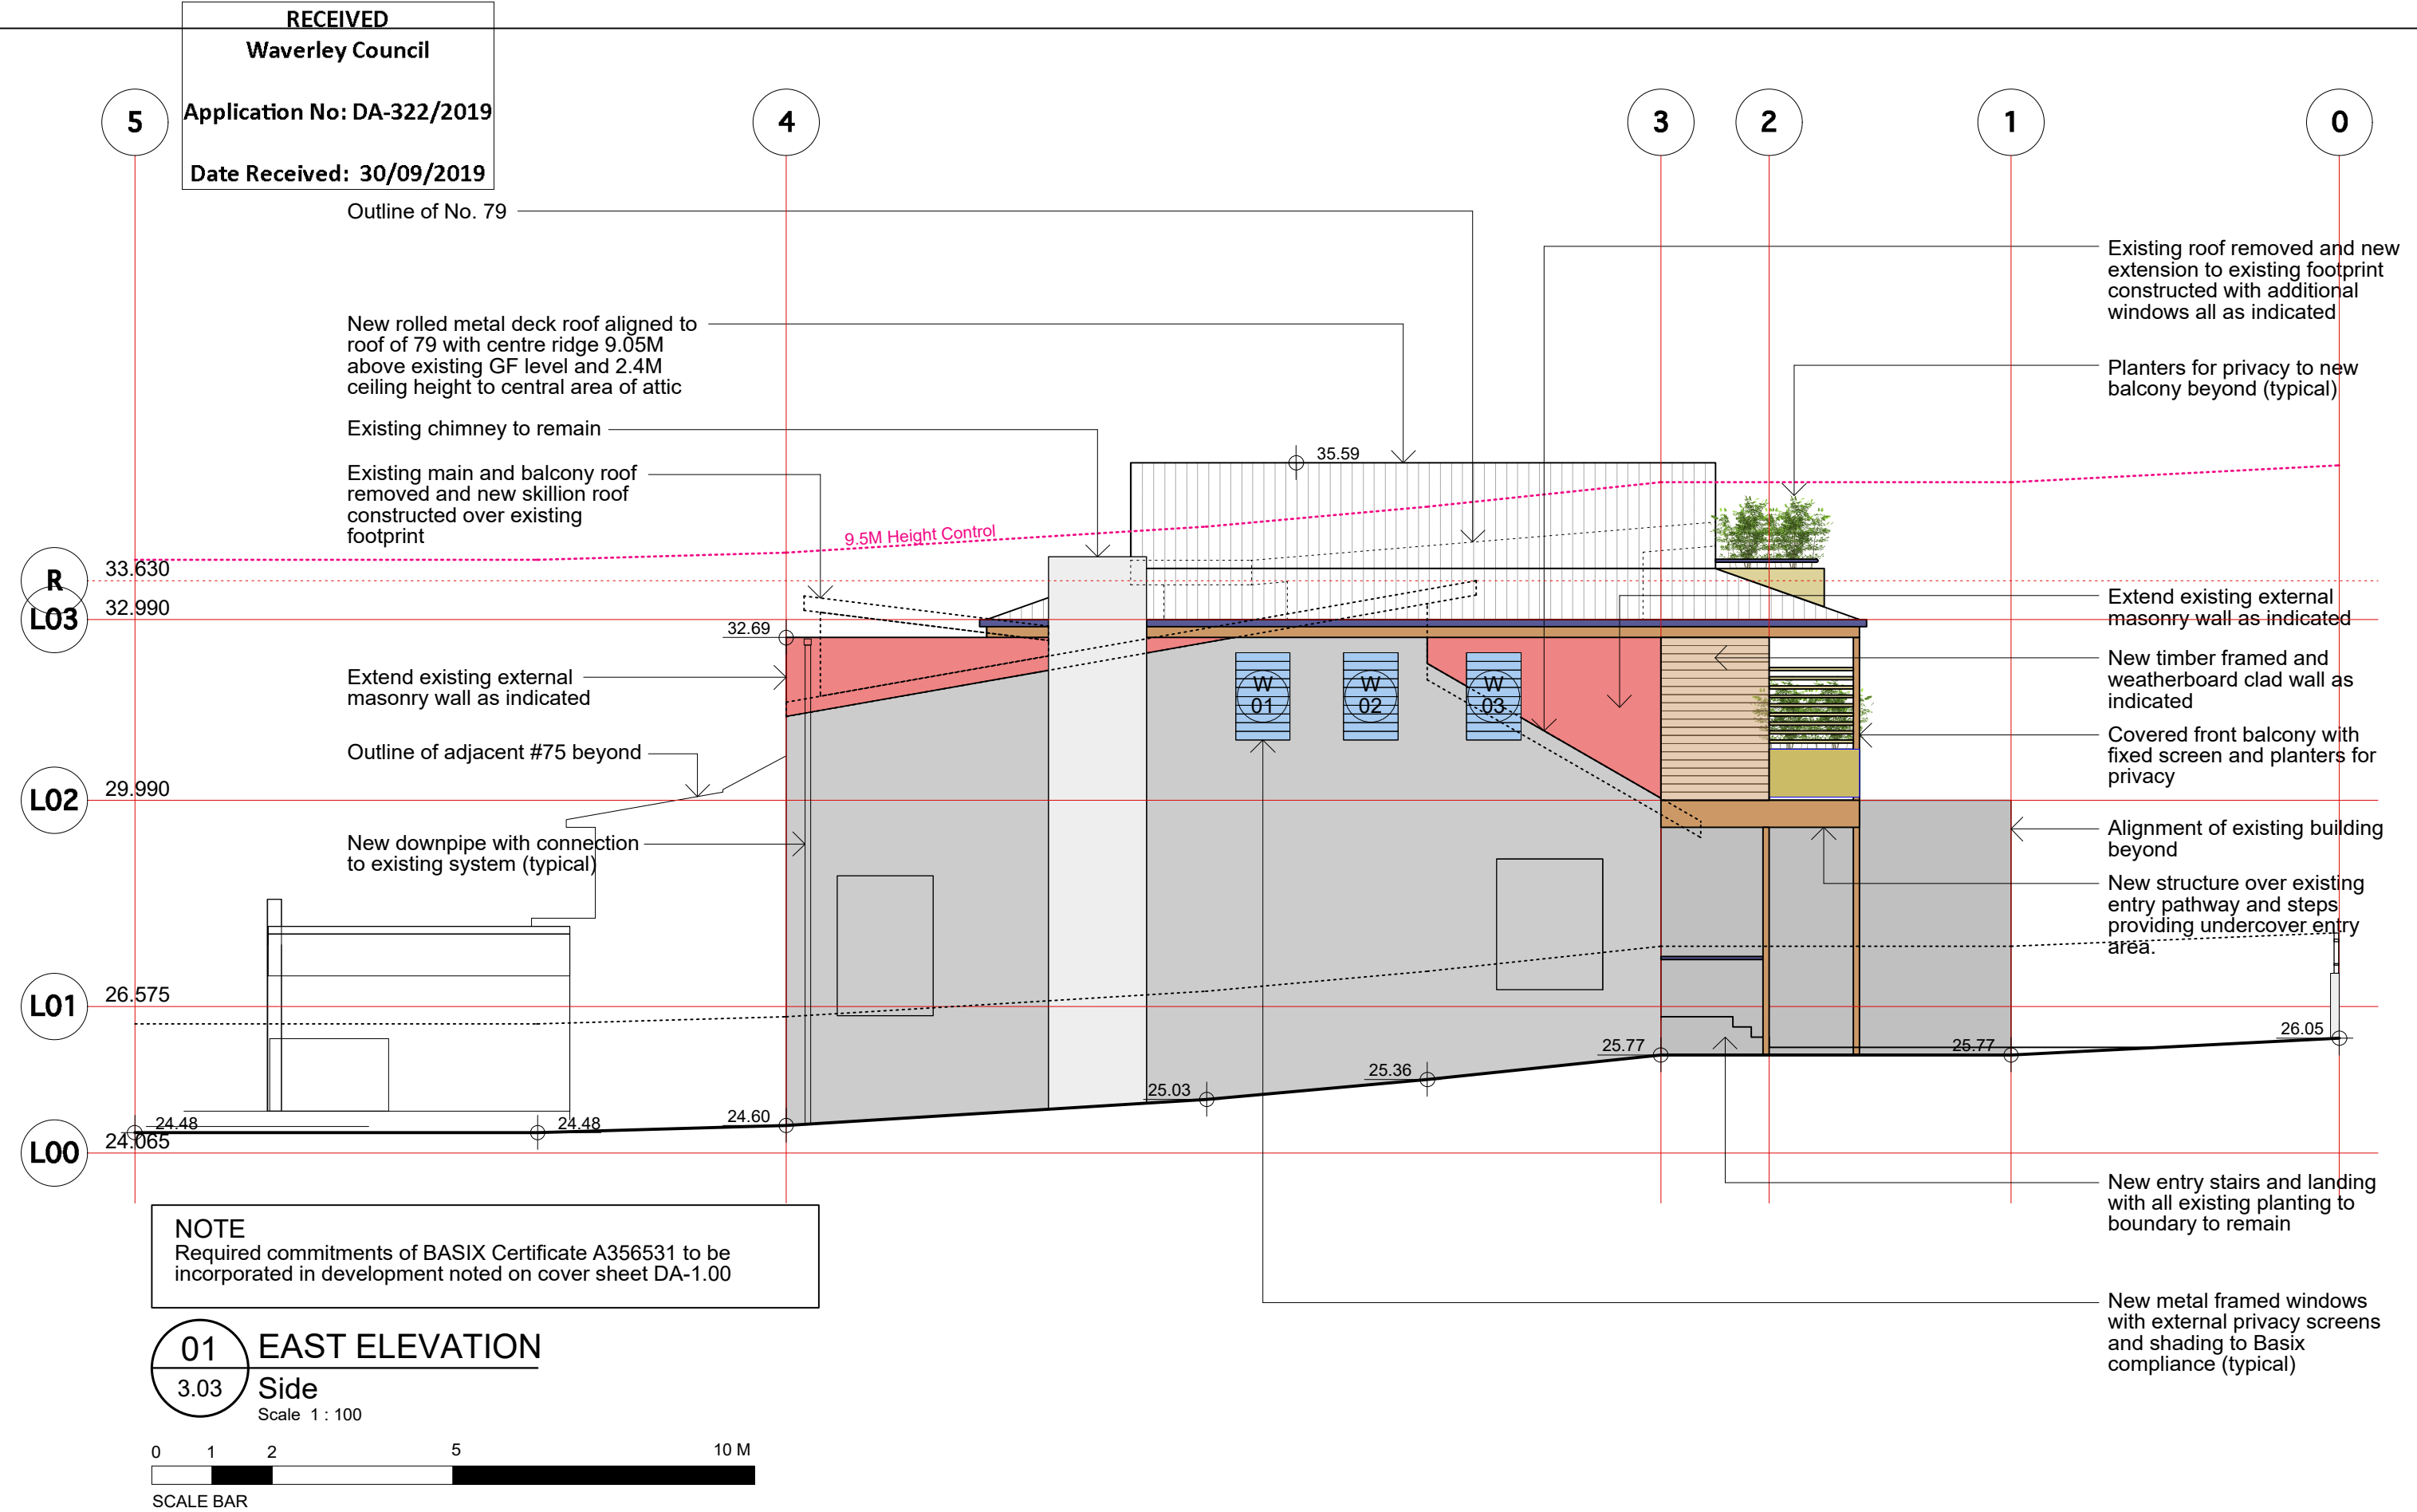 RECEIVED
Waverley Council
Application No: DA-322/2019
Date Received: 30/09/2019
5
4
3
2
1
0
Outline of No. 79
New rolled metal deck roof aligned to
roof of 79 with centre ridge 9.05M
above existing GF level and 2.4M
ceiling height to central area of attic
Existing chimney to remain
Existing main and balcony roof
removed and new skillion roof
constructed over existing
footprint
9.5M Height Control
35.59
Existing roof removed and new
extension to existing footprint
constructed with additional
windows all as indicated
Planters for privacy to new
balcony beyond (typical)
R
33.630
L03
32.990
32.69
Extend existing external
masonry wall as indicated
Outline of adjacent #75 beyond
W
01
W
02
W
03
Extend existing external
masonry wall as indicated
New timber framed and
weatherboard clad wall as
indicated
Covered front balcony with
fixed screen and planters for
privacy
L02
29.990
New downpipe with connection
to existing system (typical)
Alignment of existing building
beyond
New structure over existing
entry pathway and steps
providing undercover entry
area.
L01
26.575
26.05
25.77
25.77
25.36
25.03
24.60
24.48
24.48
L00
24.065
New entry stairs and landing
with all existing planting to
boundary to remain
NOTE
Required commitments of BASIX Certificate A356531 to be
incorporated in development noted on cover sheet DA-1.00
New metal framed windows
with external privacy screens
and shading to Basix
compliance (typical)
01
3.03
EAST ELEVATION
Side
Scale 1 : 100
0 1 2 5 10 M
SCALE BAR